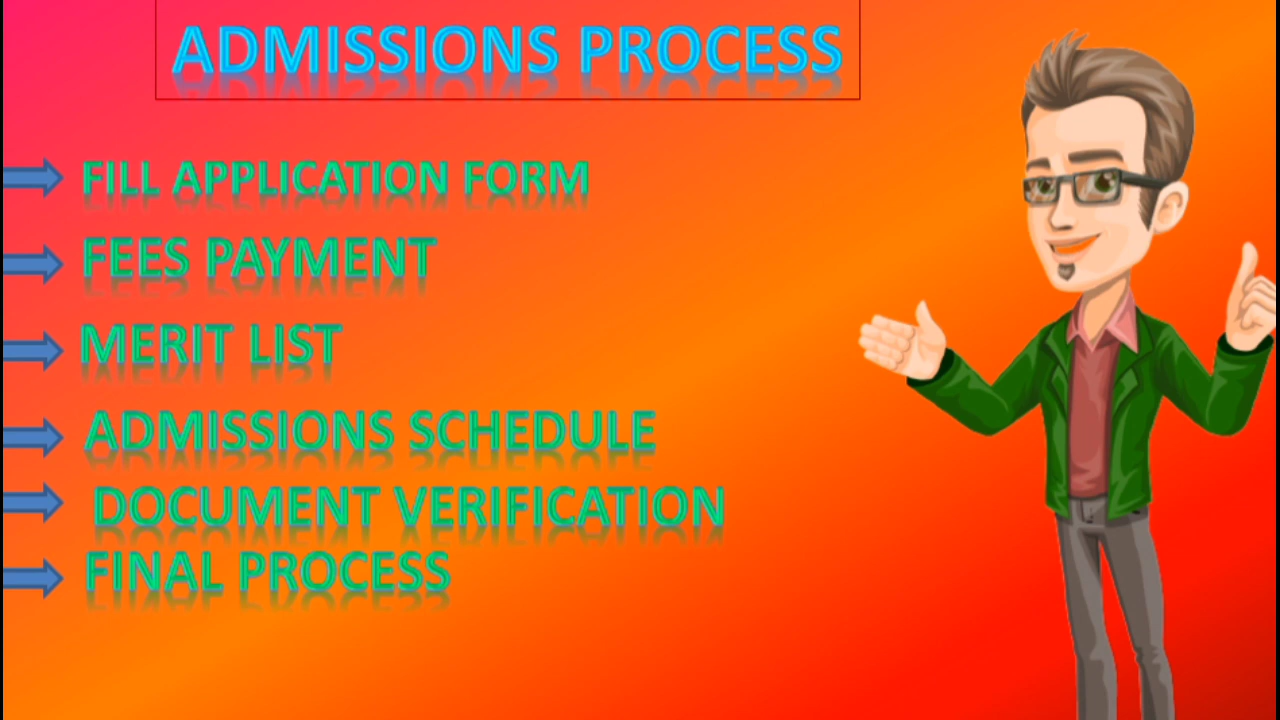 ADMISSIONS PROCESS
FILL APPLICATION FORM
FEES PAYMENT
MERIT LIST
ADMISSIONS SCHEDULE
DOCUMENT VERIFICATION
FINAL PROCESS